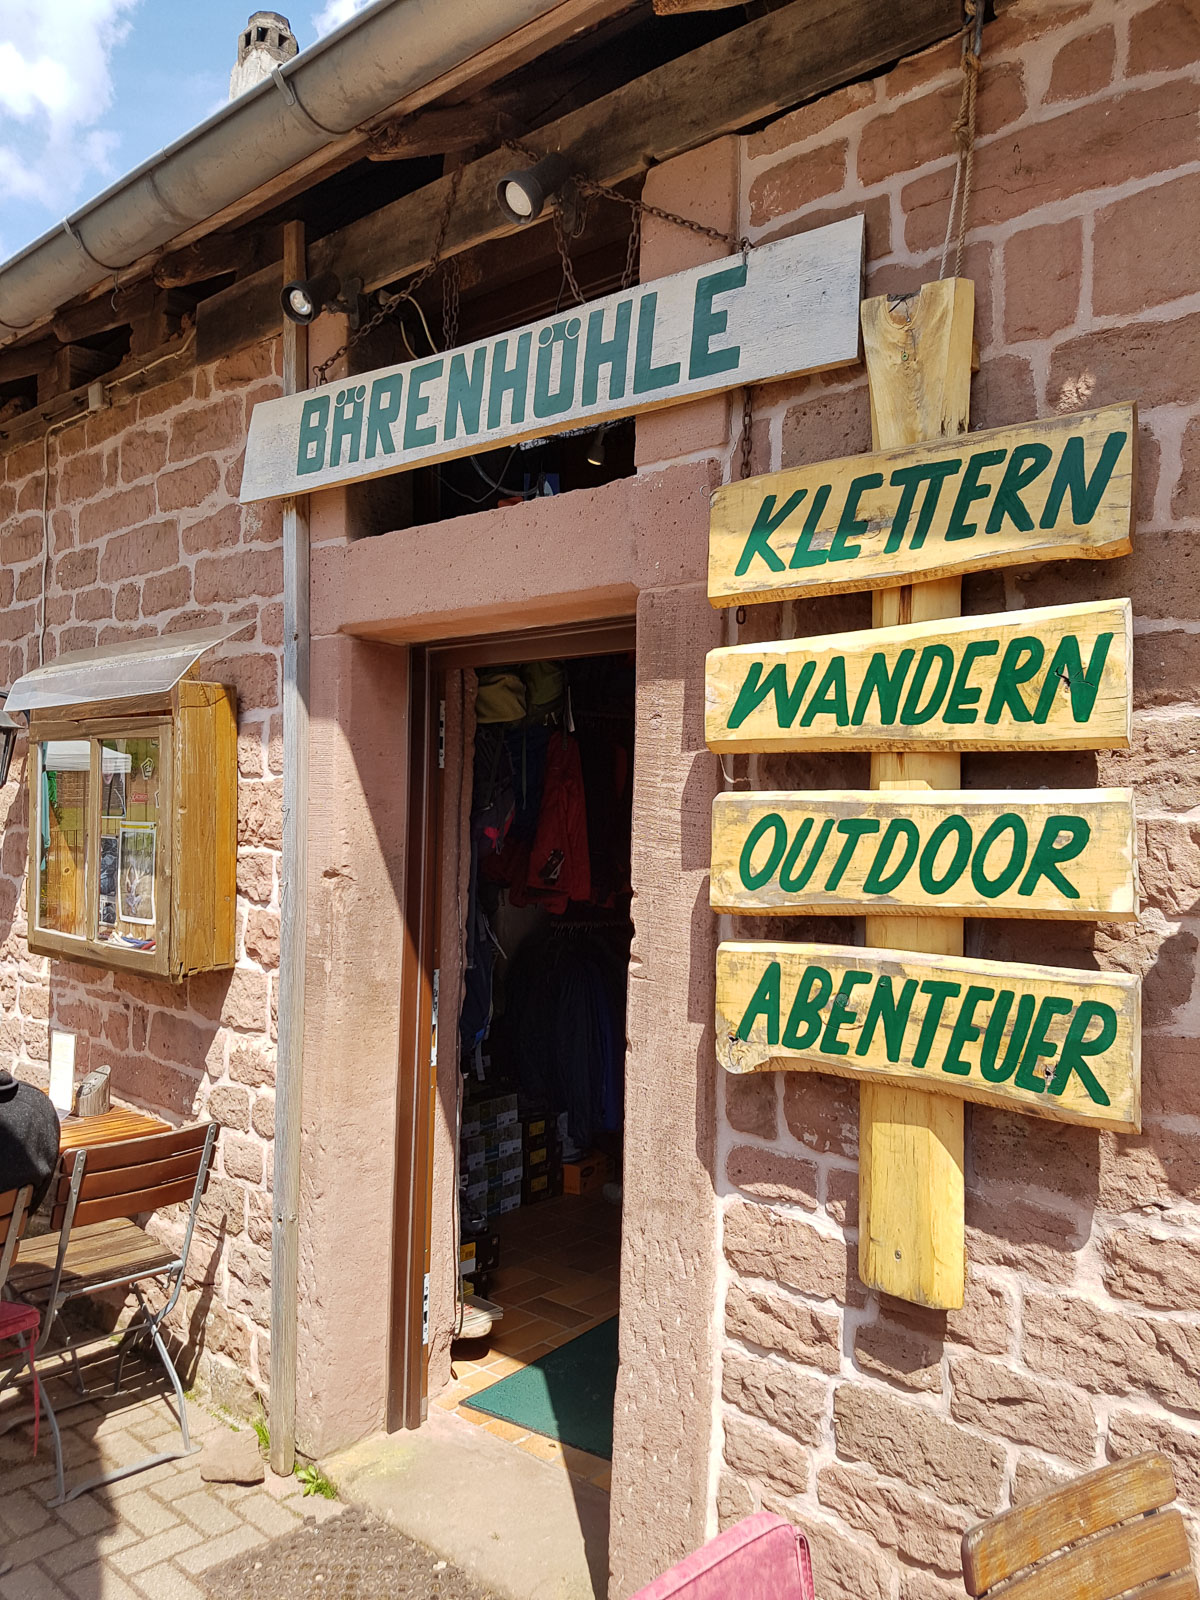 BÄRENHÖHLE
KLETTERN
WANDERN
OUTDOOR
ABENTEUER